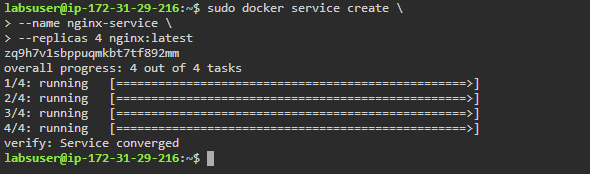 labsuser@ip-172-31-29-216:~$ sudo docker service create \
> --name nginx-service \
> --replicas 4 nginx:latest
zq9h7v1sbppuqmkbt7tf892mm
overall progress: 4 out of 4 tasks
1/4: running   [==================================================>]
2/4: running   [==================================================>]
3/4: running   [==================================================>]
4/4: running   [==================================================>]
verify: Service converged
labsuser@ip-172-31-29-216:~$